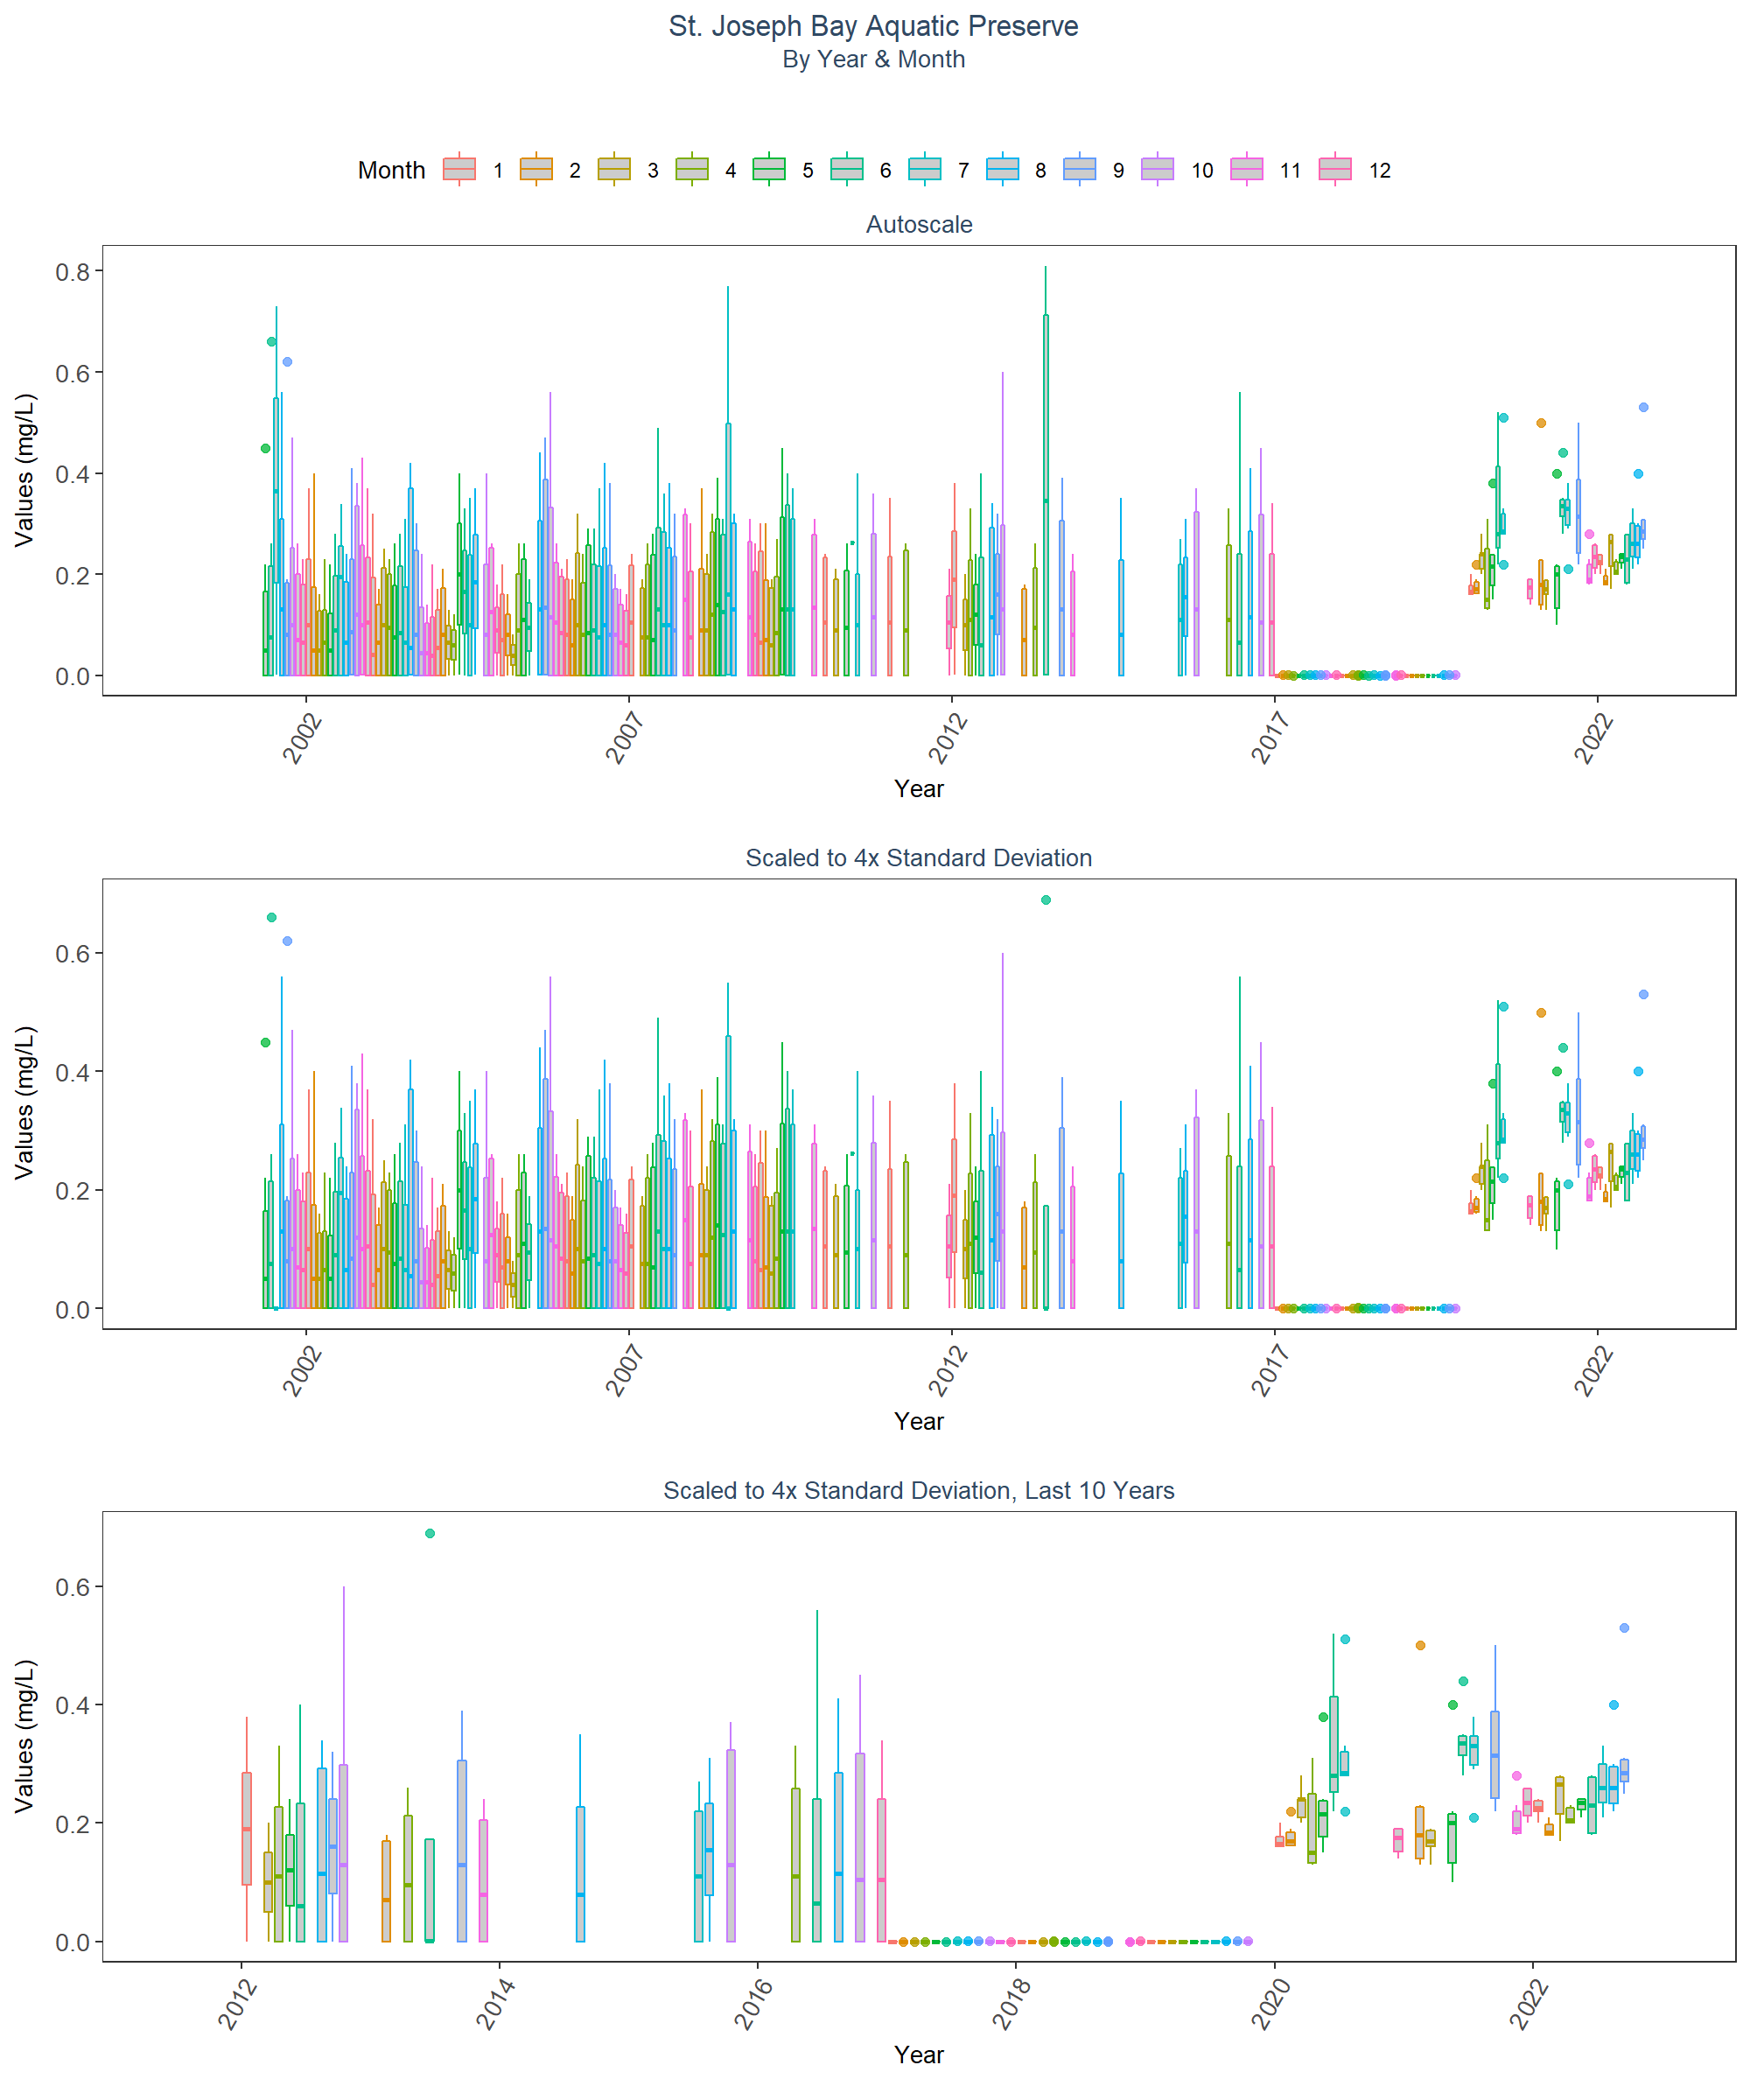 St. Joseph Bay Aquatic Preserve
By Year & Month
Month 1 2 3 4 5 6 7 8 9 10 11 12
Autoscale
Values (mg/L)
0.8
0.6
0.4
0.2
0.0
2002 2007 2012 2017 2022
Year
Scaled to 4x Standard Deviation
Values (mg/L)
0.6
0.4
0.2
0.0
2002 2007 2012 2017 2022
Year
Scaled to 4x Standard Deviation, Last 10 Years
Values (mg/L)
0.6
0.4
0.2
0.0
2012 2014 2016 2018 2020 2022
Year